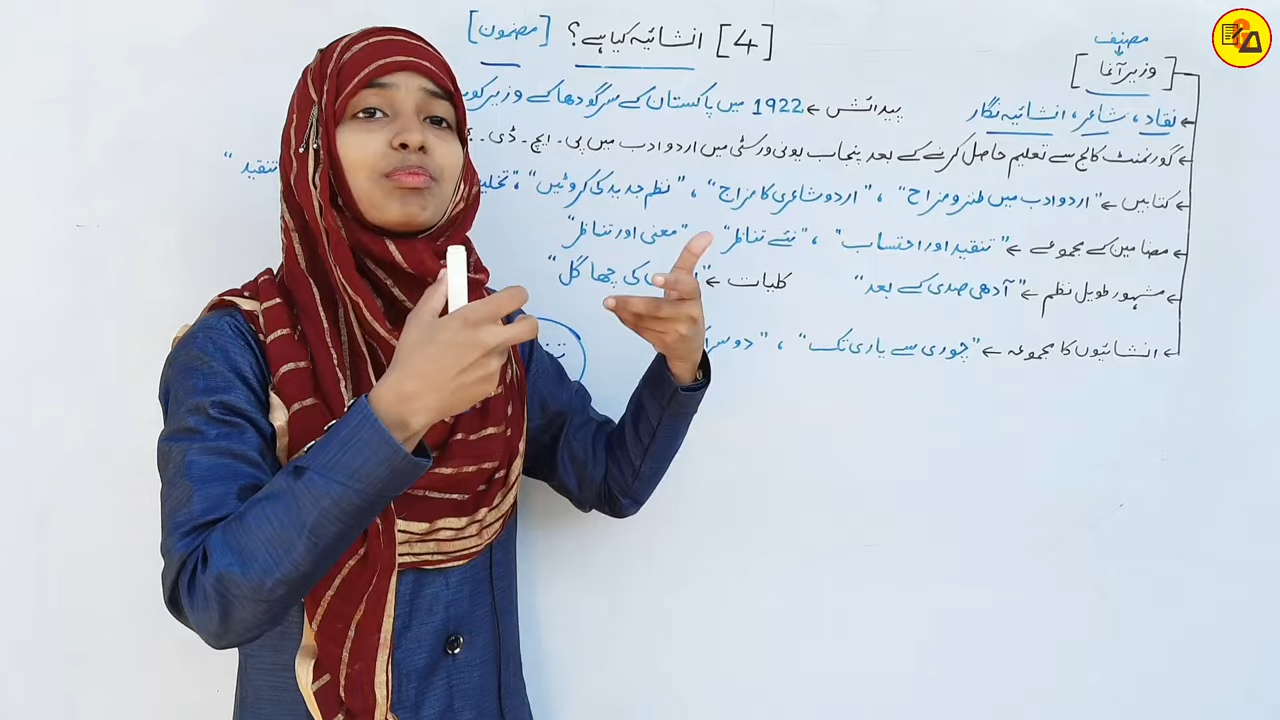 [4] انشائیہ کیا ہے؟ [مضمون]
مصنف
[وزیر آغا]
نقاد، شاعر، انشائیہ نگار
پیدائش ← 1922 میں پاکستان کے سرگودھا کے وزیر
گورنمنٹ کالج سے تعلیم حاصل کرنے کے بعد پنجاب یونی ورسٹی میں اردو ادب میں پی۔ ایچ۔ ڈی۔
کتابیں ← "اردو ادب میں طنز و مزاح"، "اردو شاعری کا مزاج"، "نظم جدید کی کروٹیں"، تنقید"
مضامین کے مجموعے ← "تنقید اور احتساب"، "نئے تناظر"، "معنی اور تناظر"
مشہور طویل نظم ← "آدھی صدی کے بعد" کلیات ← کی چھاگل"
انشائیوں کا مجموعہ ← "چوری سے یاری تک"،